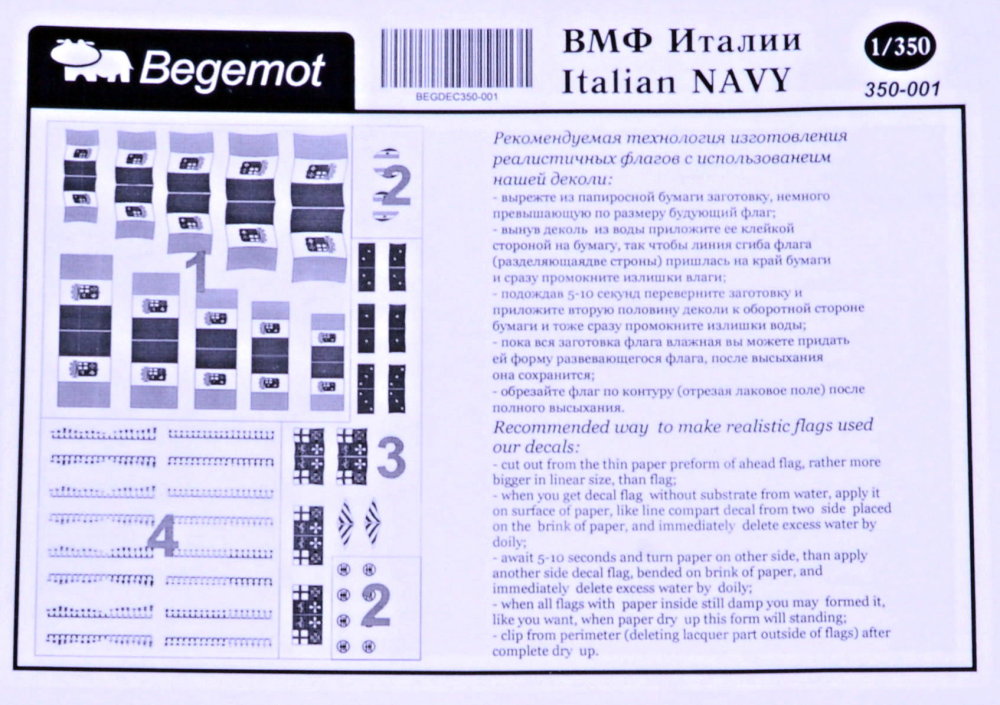 Begemot
BEGDEC350-001
ВМФ Италии
Italian NAVY
1/350
350-001
1
2
3
4
2
Рекомендуемая технология изготовления
реалистичных флагов с использованеим
нашей деколи:
- вырежте из папиросной бумаги заготовку, немного
превышающую по размеру будующий флаг;
- вынув деколь из воды приложите ее клейкой
стороной на бумагу, так чтобы линия сгиба флага
(разделяющаядве строны) пришлась на край бумаги
и сразу промокните излишки влаги;
- подождав 5-10 секунд переверните заготовку и
приложите вторую половину деколи к оборотной стороне
бумаги и тоже сразу промокните излишки воды;
- пока вся заготовка флага влажная вы можете придать
ей форму развевающегося флага, после высыхания
она сохранится;
- обрезайте флаг по контуру (отрезая лаковое поле) после
полного высыхания.
Recommended way to make realistic flags used
our decals:
- cut out from the thin paper preform of ahead flag, rather more
bigger in linear size, than flag;
- when you get decal flag without substrate from water, apply it
on surface of paper, like line compart decal from two side placed
on the brink of paper, and immediately delete excess water by
doily;
- await 5-10 seconds and turn paper on other side, than apply
another side decal flag, bended on brink of paper, and
immediately delete excess water by doily;
- when all flags with paper inside still damp you may formed it,
like you want, when paper dry up this form will standing;
- clip from perimeter (deleting lacquer part outside of flags) after
complete dry up.